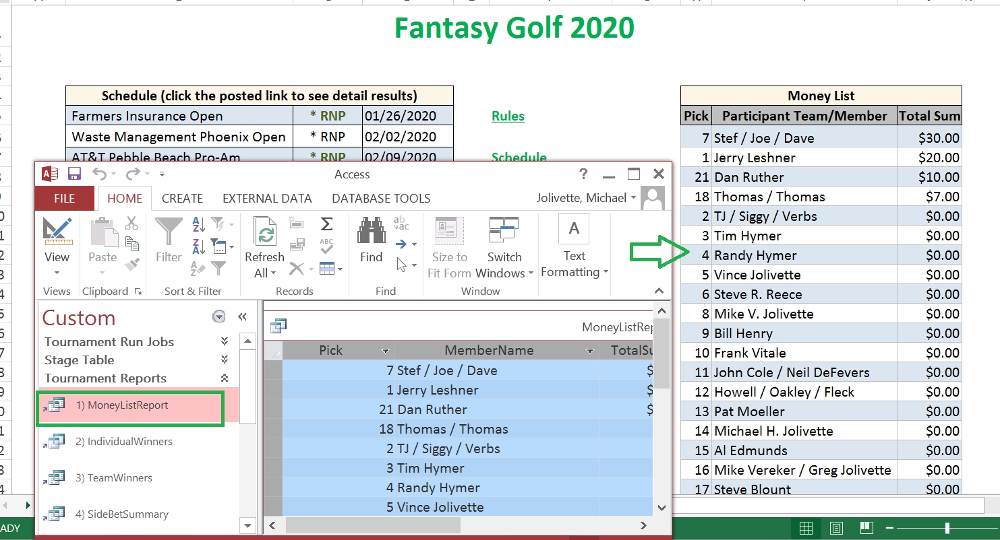 Fantasy Golf 2020
Schedule (click the posted link to see detail results)
Farmers Insurance Open * RNP 01/26/2020
Waste Management Phoenix Open * RNP 02/02/2020
AT&T Pebble Beach Pro-Am * RNP 02/09/2020
Rules
Schedule
Money List
Pick Participant Team/Member Total Sum
7 Stef / Joe / Dave $30.00
1 Jerry Leshner $20.00
21 Dan Ruther $10.00
18 Thomas / Thomas $7.00
2 TJ / Siggy / Verbs $0.00
3 Tim Hymer $0.00
4 Randy Hymer $0.00
5 Vince Jolivette $0.00
6 Steve R. Reece $0.00
8 Mike V. Jolivette $0.00
9 Bill Henry $0.00
10 Frank Vitale $0.00
11 John Cole / Neil DeFevers $0.00
12 Howell / Oakley / Fleck $0.00
13 Pat Moeller $0.00
14 Michael H. Jolivette $0.00
15 Al Edmunds $0.00
16 Mike Vereker / Greg Jolivette $0.00
17 Steve Blount $0.00
Access
?
FILE HOME CREATE EXTERNAL DATA DATABASE TOOLS Jolivette, Michael
View
Paste
Filter
Refresh
All
ab
ac
ABC
Find
Size to
Fit Form
Switch
Windows
A
Text
Formatting
Views Clipboard Sort & Filter Records Find Window
Custom
Tournament Run Jobs
Stage Table
Tournament Reports
1) MoneyListReport
2) IndividualWinners
3) TeamWinners
4) SideBetSummary
MoneyListRep
Pick MemberName TotalSu
7 Stef / Joe / Dave $
1 Jerry Leshner $
21 Dan Ruther $
18 Thomas / Thomas
2 TJ / Siggy / Verbs
3 Tim Hymer
4 Randy Hymer
5 Vince Jolivette
ADY